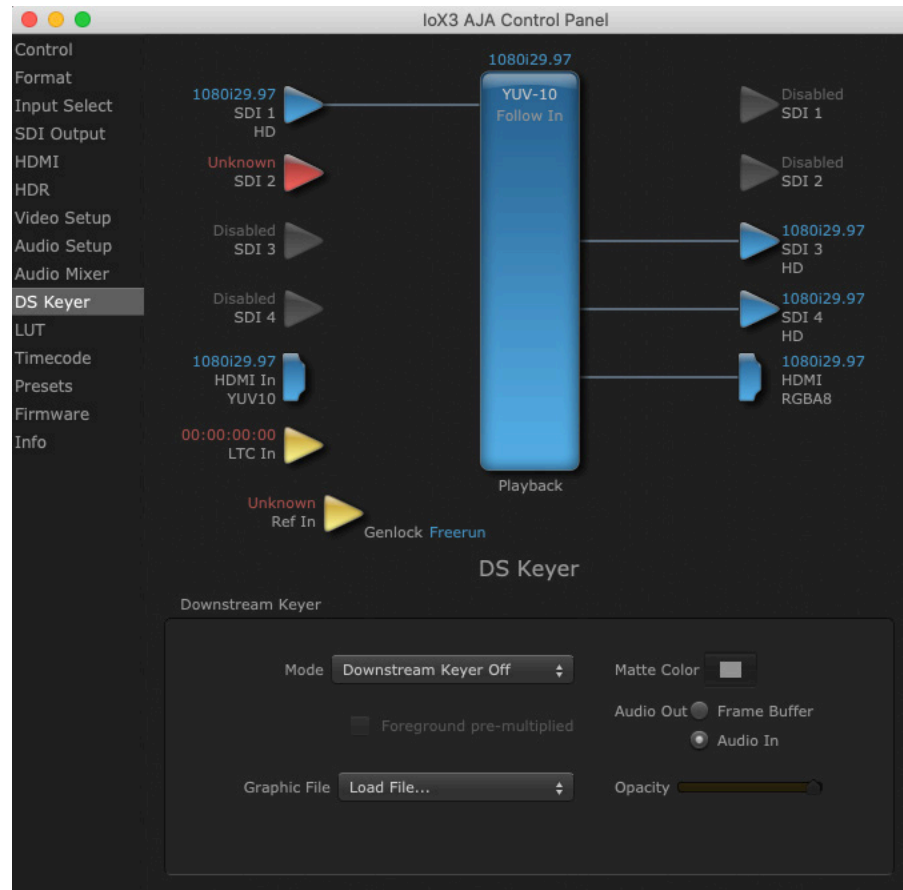 IoX3 AJA Control Panel
Control
Format
Input Select
SDI Output
HDMI
HDR
Video Setup
Audio Setup
Audio Mixer
DS Keyer
LUT
Timecode
Presets
Firmware
Info
1080i29.97
SDI 1
HD
Unknown
SDI 2
Disabled
SDI 3
Disabled
SDI 4
1080i29.97
HDMI In
YUV10
00:00:00:00
LTC In
Unknown
Ref In
Genlock Freerun
1080i29.97
YUV-10
Follow In
Playback
Disabled
SDI 1
Disabled
SDI 2
1080i29.97
SDI 3
HD
1080i29.97
SDI 4
HD
1080i29.97
HDMI
RGBA8
DS Keyer
Downstream Keyer
Mode Downstream Keyer Off
Foreground pre-multiplied
Graphic File Load File...
Matte Color
Audio Out Frame Buffer
Audio In
Opacity